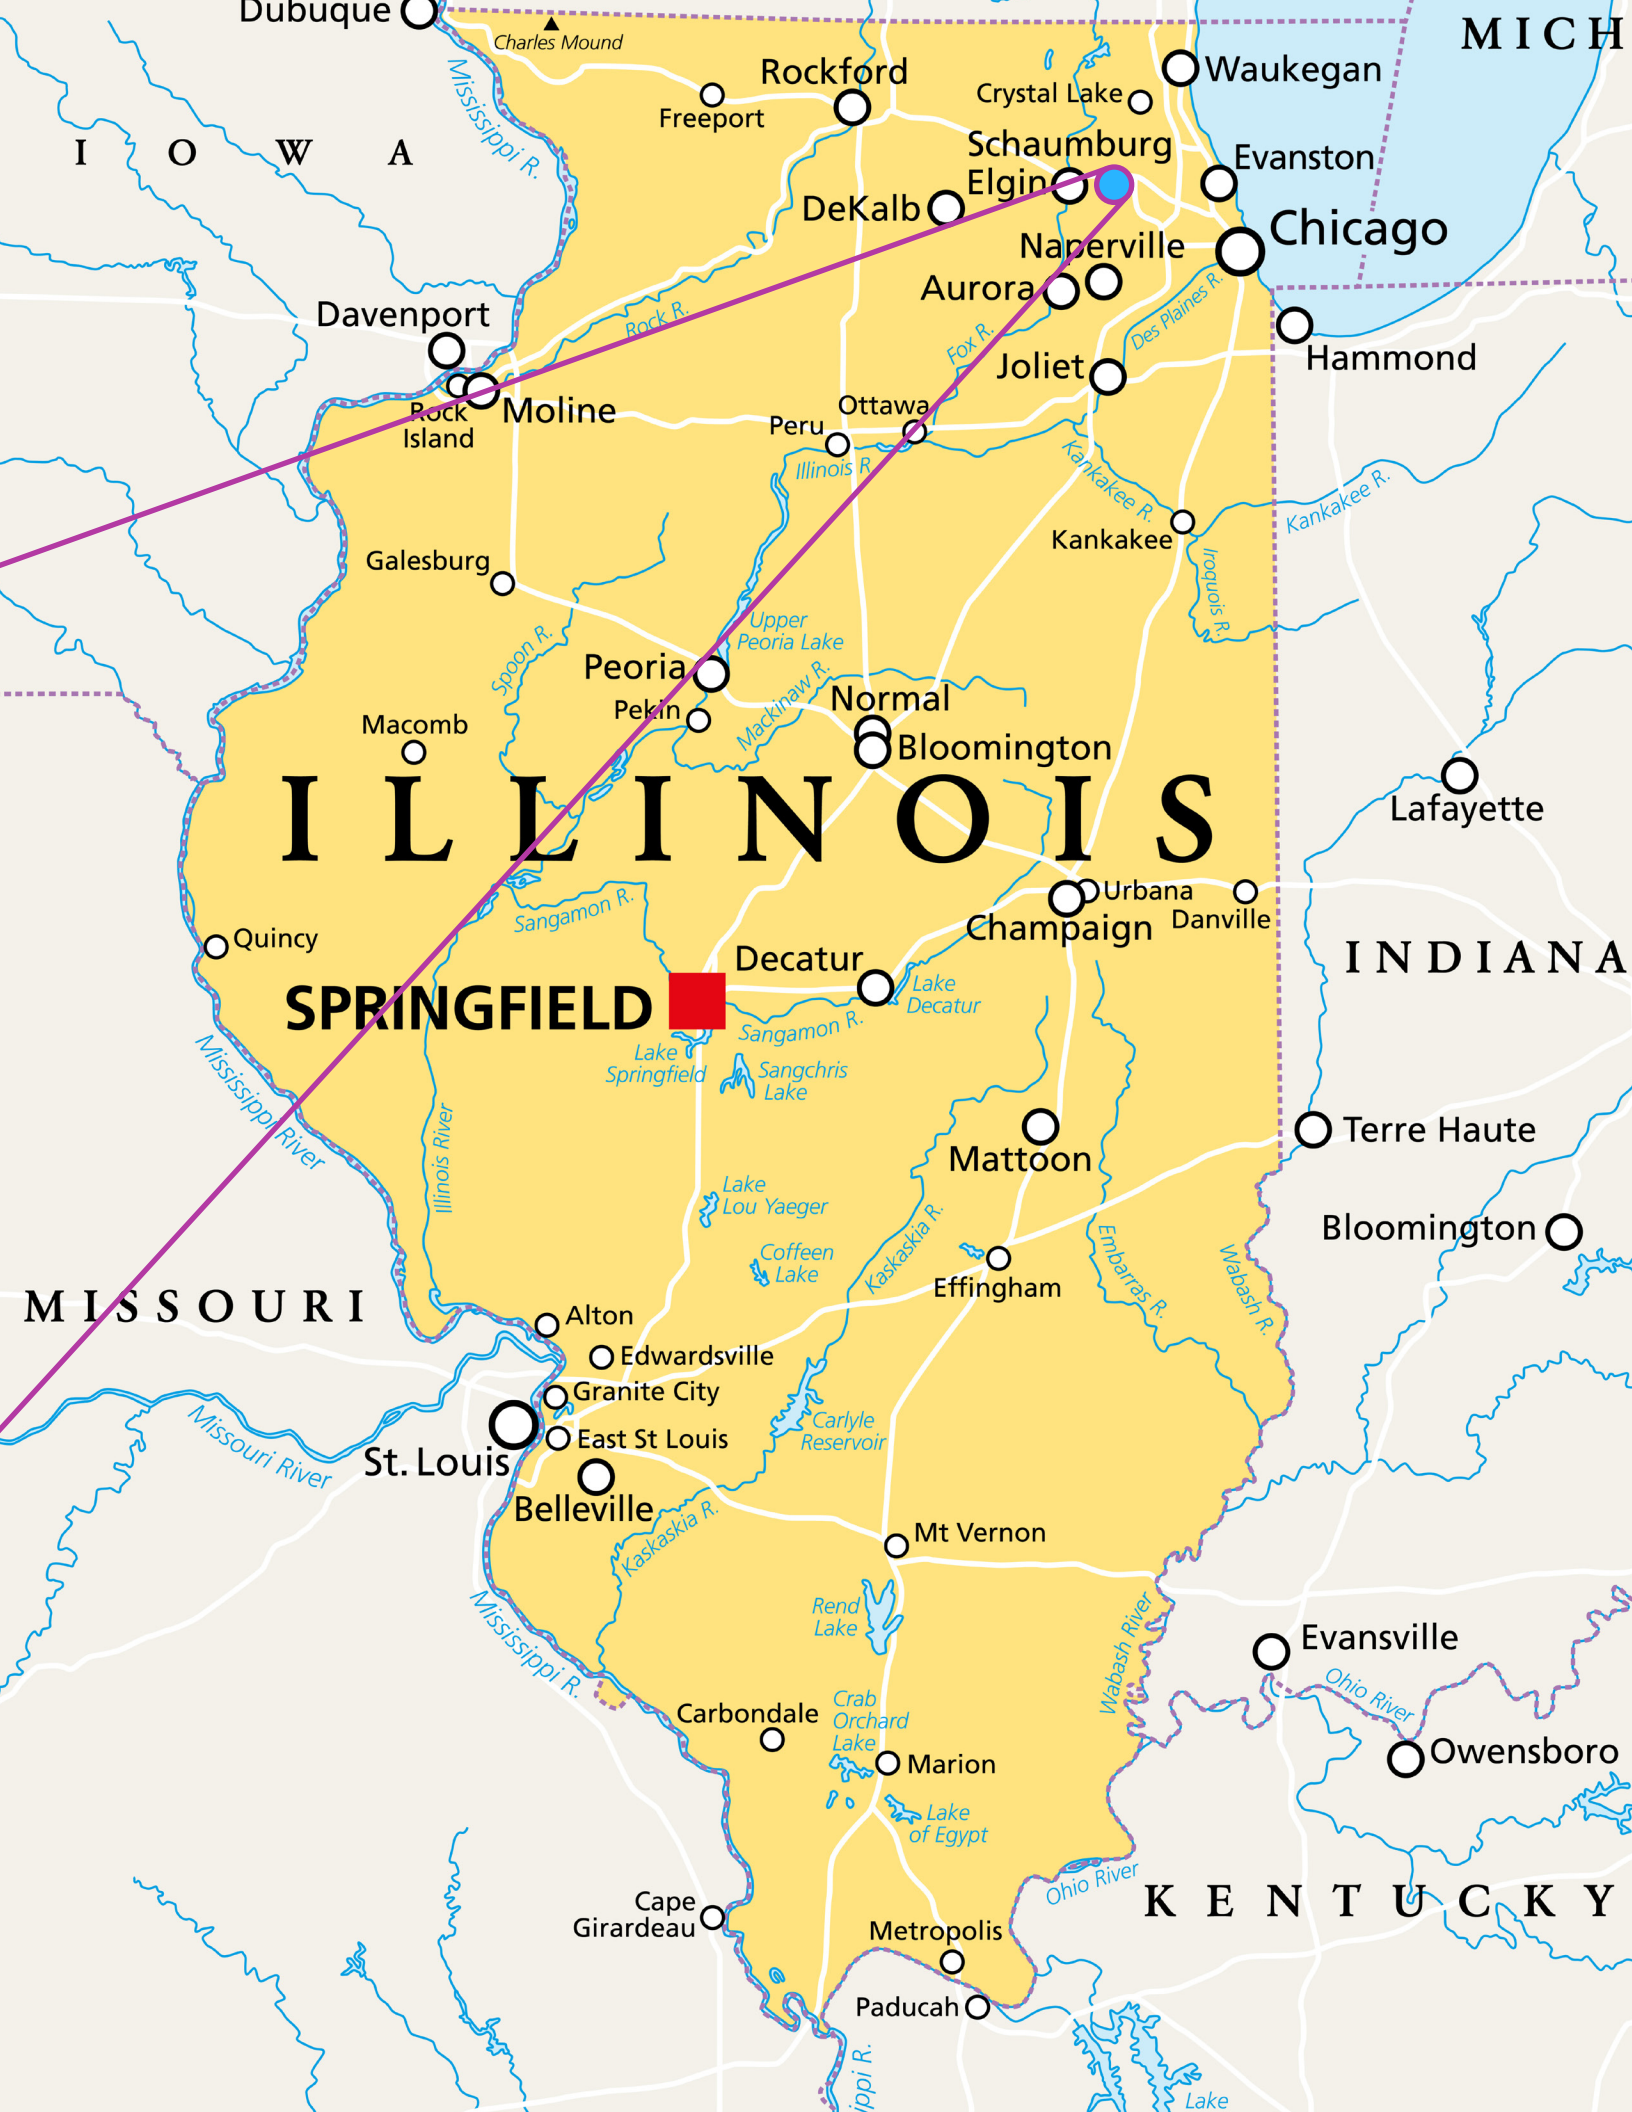 Dubuque
Charles Mound
MICH
I O W A
Mississippi R.
Rockford
Freeport
Waukegan
Crystal Lake
Schaumburg
Elgin
Evanston
DeKalb
Chicago
Naperville
Aurora
Davenport
Rock R.
Des Plaines R.
Fox R.
Hammond
Joliet
Rock
Island
Moline
Ottawa
Peru
Illinois R
Kankakee R.
Kankakee R.
Kankakee
Galesburg
Iroquois R.
Upper
Peoria Lake
Spoon R.
Peoria
Pekin
Mackinaw R.
Normal
Macomb
Bloomington
ILLINOIS
Lafayette
Sangamon R.
Urbana
Champaign
Danville
Quincy
INDIANA
Decatur
Lake
Decatur
SPRINGFIELD
Sangamon R.
Lake
Springfield
Sangchris
Lake
Mississippi River
Illinois River
Terre Haute
Mattoon
Lake
Lou Yaeger
Bloomington
Kaskaskia R.
Embarras R.
Wabash R.
Coffeen
Lake
Effingham
MISSOURI
Alton
Edwardsville
Granite City
Missouri River
Carlyle
Reservoir
East St Louis
St. Louis
Belleville
Kaskaskia R.
Mt Vernon
Mississippi R.
Rend
Lake
Wabash River
Evansville
Ohio River
Carbondale
Crab
Orchard
Lake
Owensboro
Marion
Lake
of Egypt
Ohio River
KENTUCKY
Cape
Girardeau
Metropolis
Paducah
ippi R.
Lake